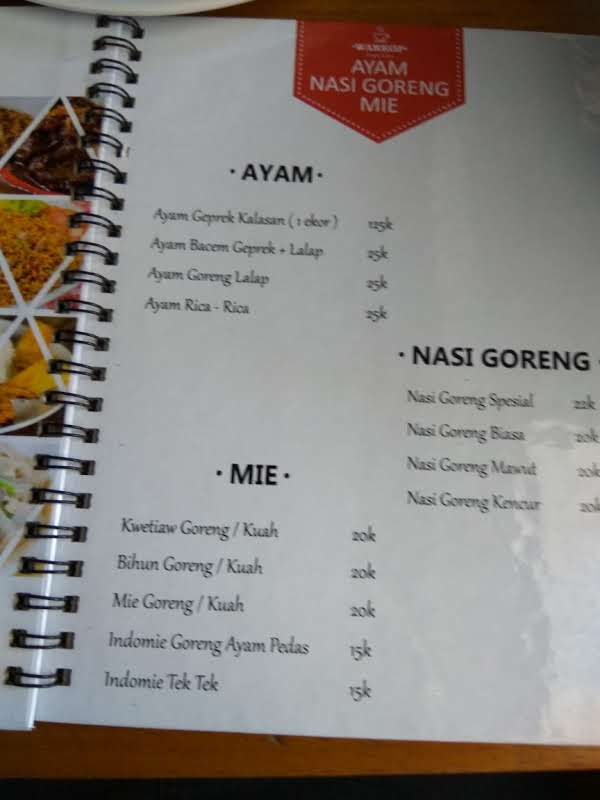 WARKOP
AYAM
NASI GORENG
MIE
· AYAM ·
Ayam Geprek Kalasan ( 1 ekor ) 125k
Ayam Bacem Geprek + Lalap 25k
Ayam Goreng Lalap 25k
Ayam Rica - Rica 25k
· NASI GORENG ·
Nasi Goreng Spesial 22k
Nasi Goreng Biasa 20k
Nasi Goreng Mawut 20k
Nasi Goreng Kencur 20k
· MIE ·
Kwetiaw Goreng / Kuah 20k
Bihun Goreng / Kuah 20k
Mie Goreng / Kuah 20k
Indomie Goreng Ayam Pedas 15k
Indomie Tek Tek 15k